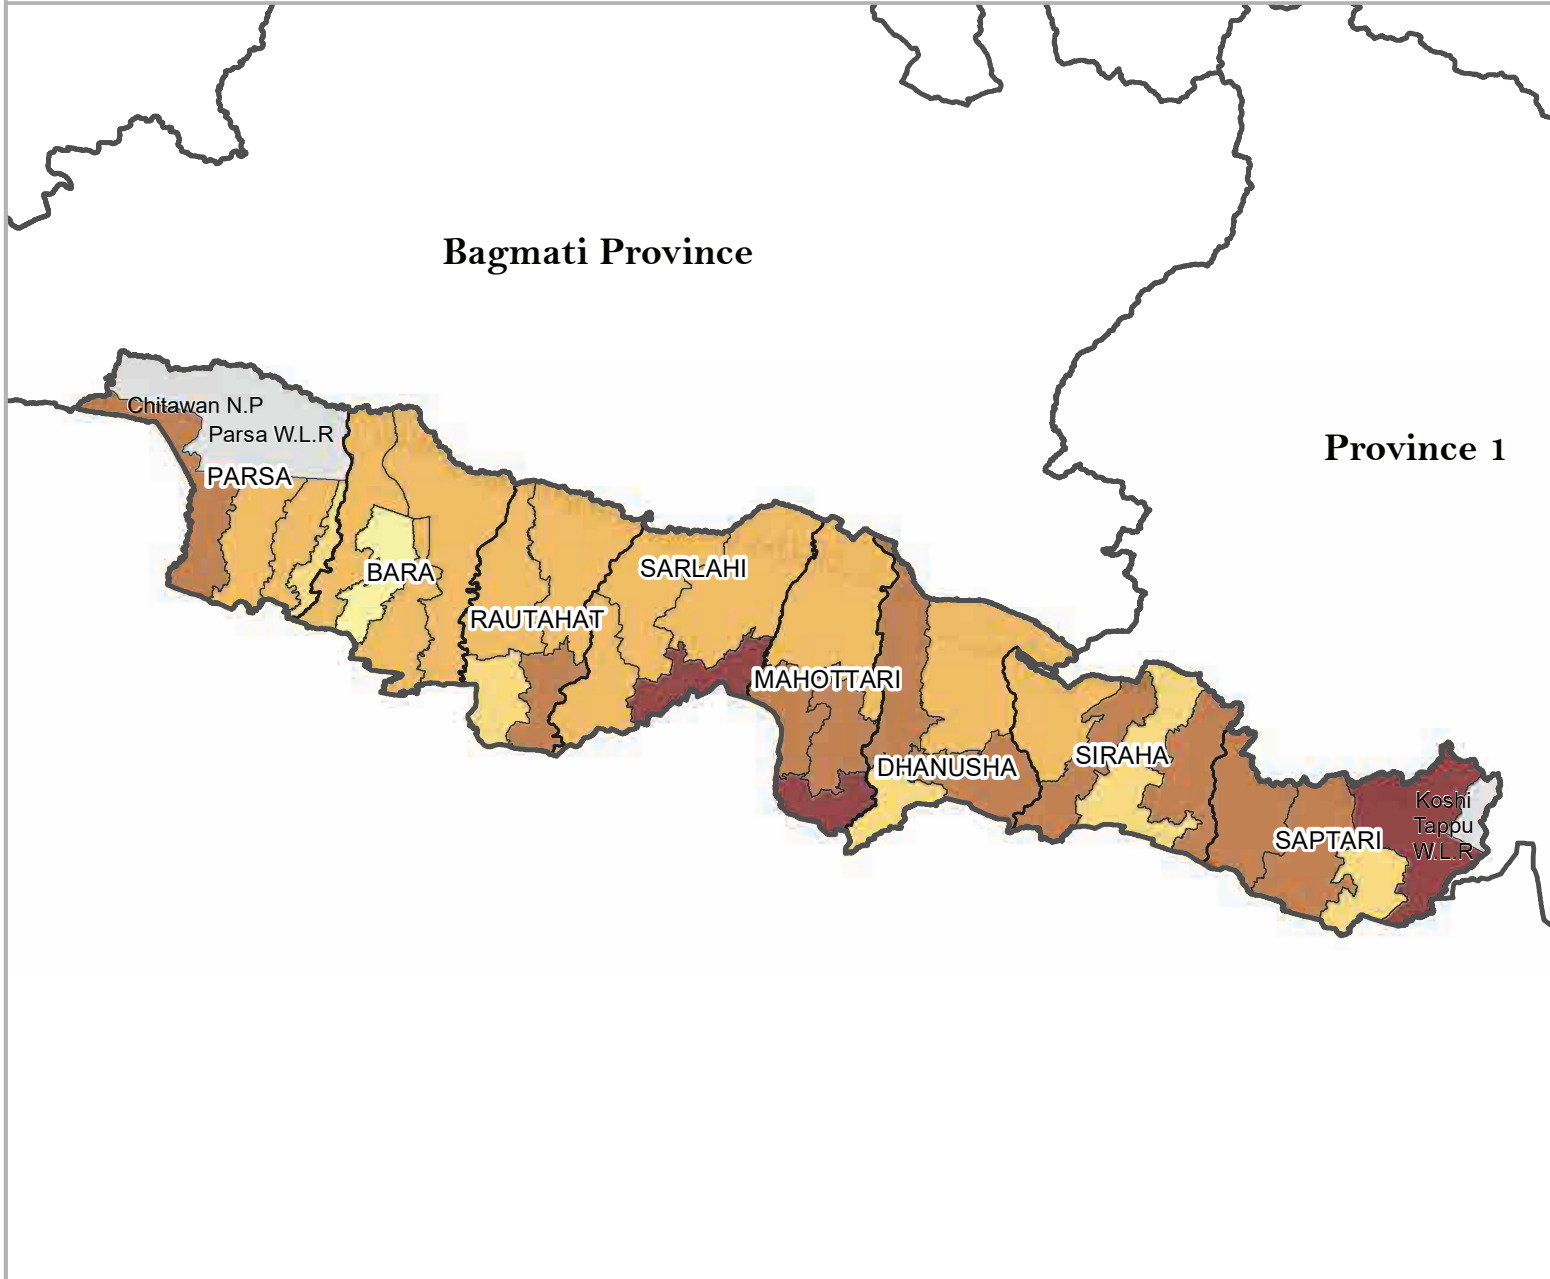 Bagmati Province
Chitawan N.P
Parsa W.L.R
Province 1
PARSA
BARA
SARLAHI
RAUTAHAT
MAHOTTARI
DHANUSHA
SIRAHA
Koshi
Tappu
W.L.R
SAPTARI